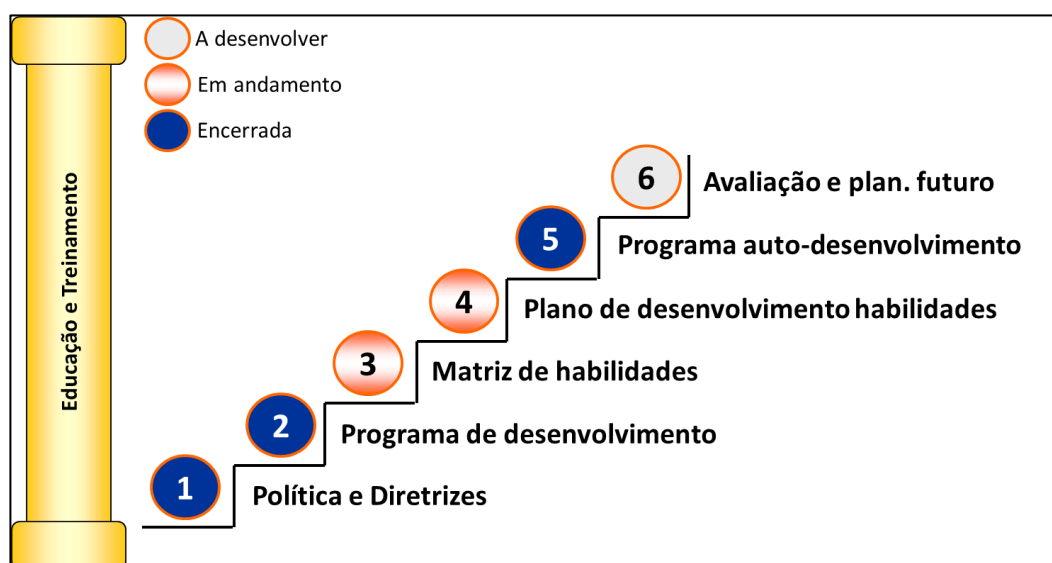 A desenvolver
Em andamento
Encerrada
Educação e Treinamento
6
Avaliação e plan. futuro
5
Programa auto-desenvolvimento
4
Plano de desenvolvimento habilidades
3
Matriz de habilidades
2
Programa de desenvolvimento
1
Política e Diretrizes